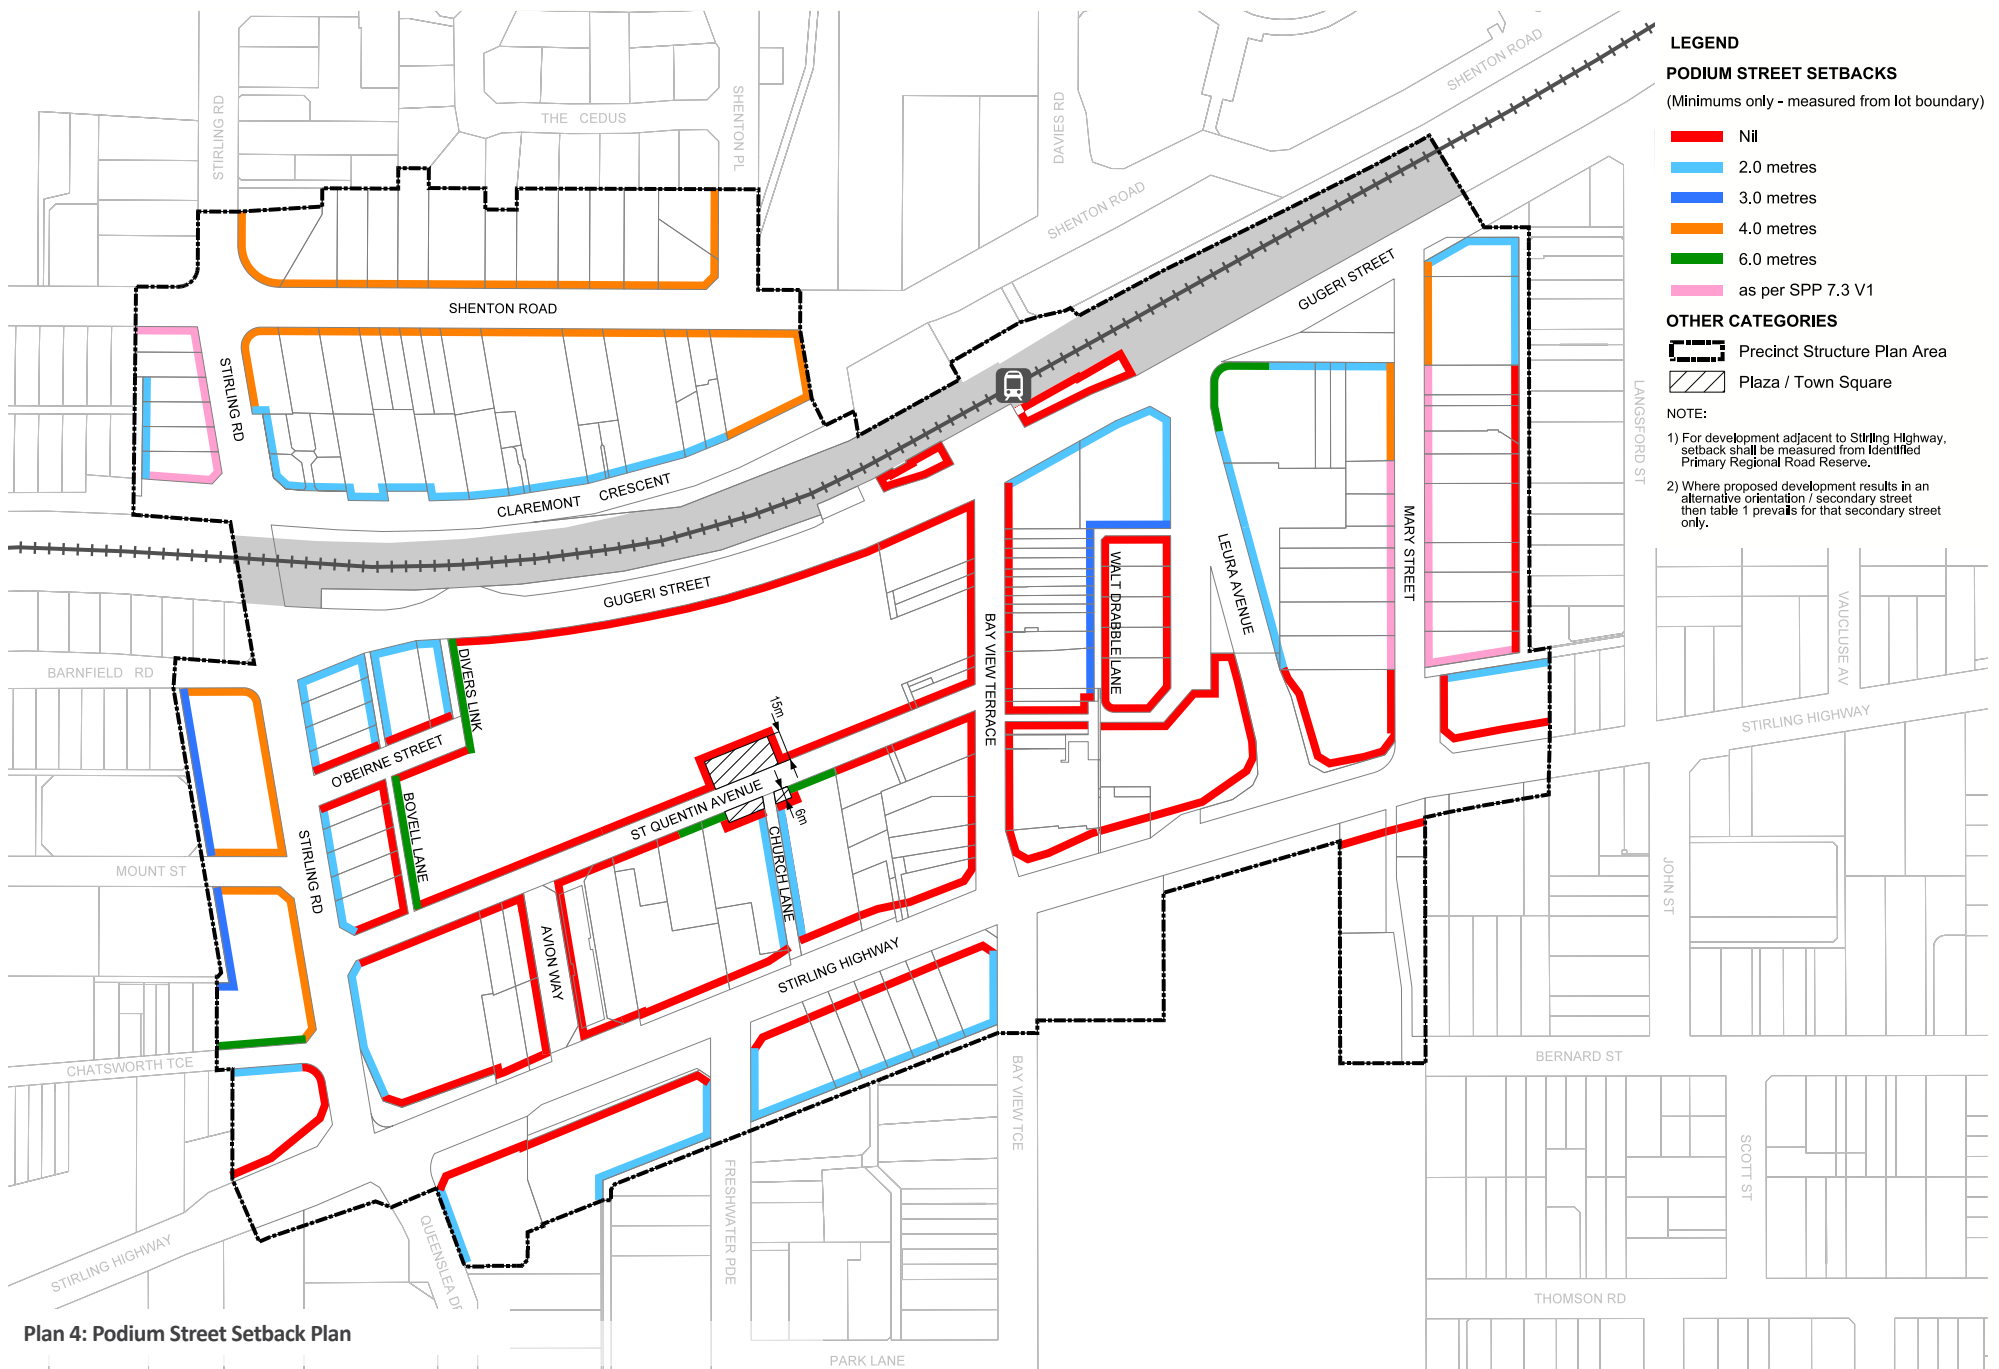 LEGEND
PODIUM STREET SETBACKS
(Minimums only - measured from lot boundary)
Nil
2.0 metres
3.0 metres
4.0 metres
6.0 metres
as per SPP 7.3 V1
OTHER CATEGORIES
Precinct Structure Plan Area
Plaza / Town Square
NOTE:
1) For development adjacent to Stirling Highway,
setback shall be measured from identified
Primary Regional Road Reserve.
2) Where proposed development results in an
alternative orientation / secondary street
then table 1 prevails for that secondary street
only.
STIRLING RD
THE CEDUS
SHENTON PL
DAVIES RD
SHENTON ROAD
SHENTON ROAD
SHENTON ROAD
GUGERI STREET
STIRLING RD
CLAREMONT CRESCENT
LANGSFORD ST
MARY STREET
LEURA AVENUE
WALT DRABBLE LANE
BAY VIEW TERRACE
GUGERI STREET
VAUCLUSE AV
BARNFIELD RD
DIVERS LINK
O'BEIRNE STREET
15m
STIRLING HIGHWAY
BOVELL LANE
ST QUENTIN AVENUE
6m
CHURCH LANE
MOUNT ST
STIRLING RD
JOHN ST
AVION WAY
STIRLING HIGHWAY
CHATSWORTH TCE
BAY VIEW TCE
BERNARD ST
SCOTT ST
FRESHWATER PDE
QUEENSLEA DR
STIRLING HIGHWAY
THOMSON RD
Plan 4: Podium Street Setback Plan
PARK LANE